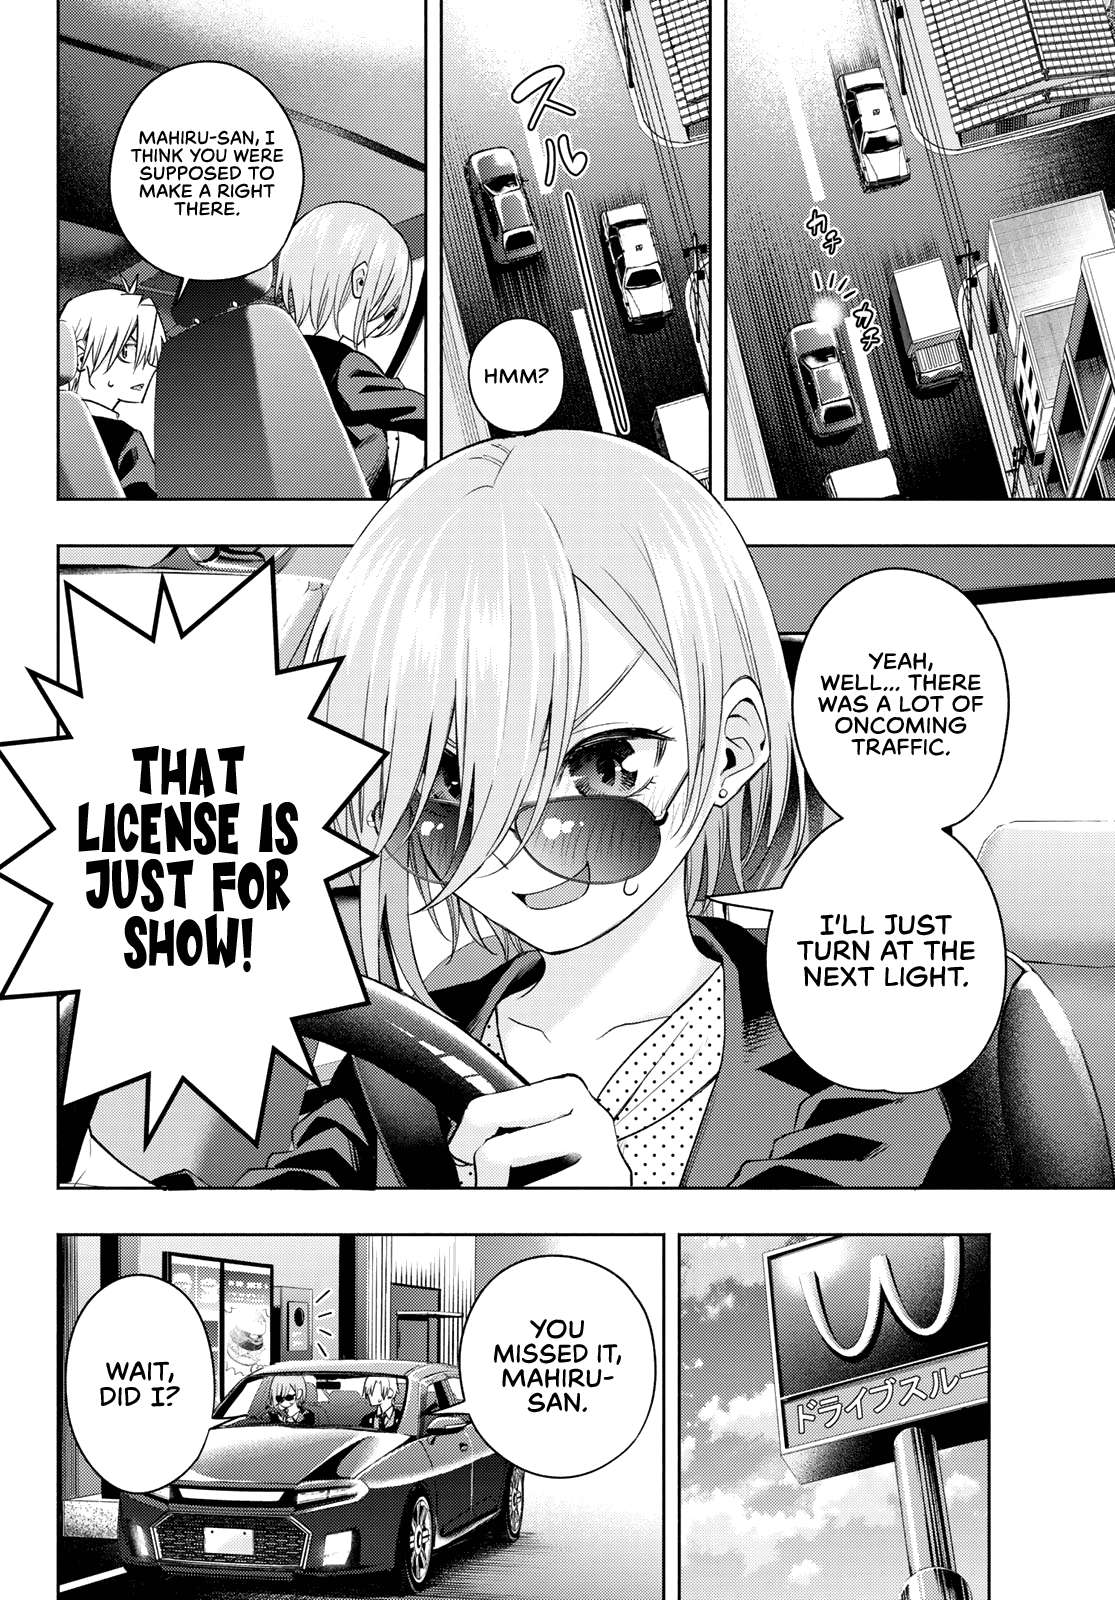 カチ
カチ
スル
HMM?
MAHIRU-SAN, I
THINK YOU WERE
SUPPOSED TO
MAKE A RIGHT
THERE.
YEAH,
WELL... THERE
WAS A LOT OF
ONCOMING
TRAFFIC.
I'LL JUST
TURN AT THE
NEXT LIGHT.
THAT
LICENSE IS
JUST FOR
SHOW!
W
ドライブスルー
YOU
MISSED IT,
MAHIRU-
SAN.
WAIT,
DID I?